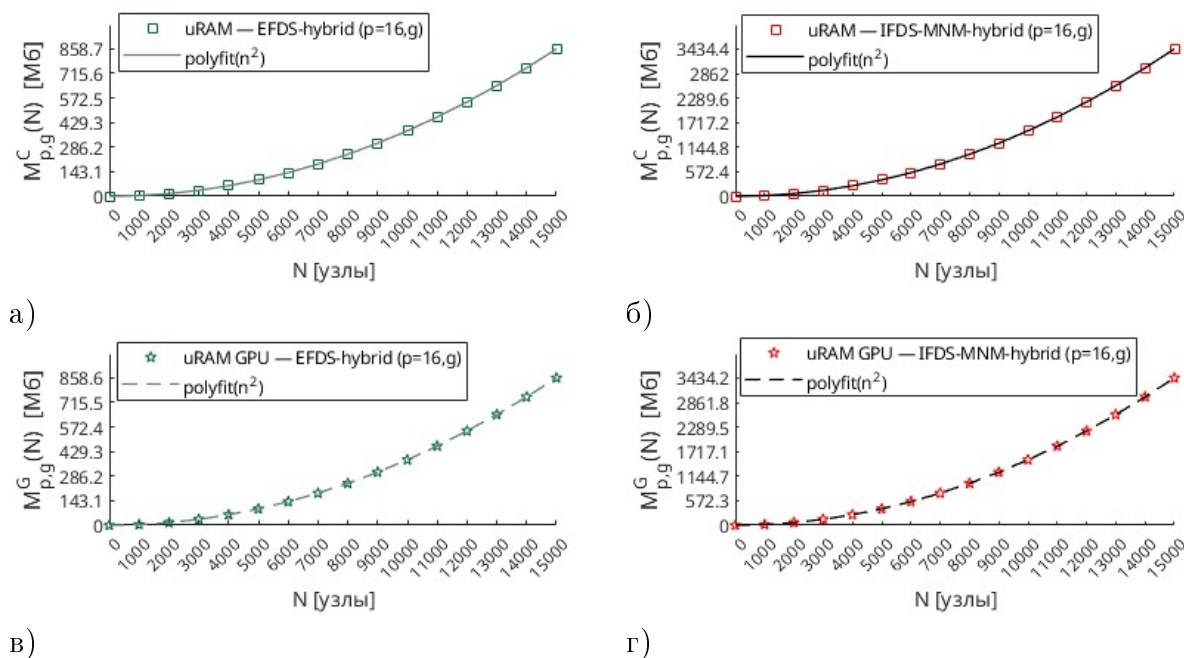 uRAM — EFDS-hybrid (p=16,g)
polyfit(n²)
M^C_{p,g}(N) [Мб]
858.7
715.6
572.5
429.3
286.2
143.1
0
0 1000 2000 3000 4000 5000 6000 7000 8000 9000 10000 11000 12000 13000 14000 15000
N [узлы]
а)
uRAM — IFDS-MNM-hybrid (p=16,g)
polyfit(n²)
M^C_{p,g}(N) [Мб]
3434.4
2862
2289.6
1717.2
1144.8
572.4
0
0 1000 2000 3000 4000 5000 6000 7000 8000 9000 10000 11000 12000 13000 14000 15000
N [узлы]
б)
uRAM GPU — EFDS-hybrid (p=16,g)
polyfit(n²)
M^G_{p,g}(N) [Мб]
858.6
715.5
572.4
429.3
286.2
143.1
0
0 1000 2000 3000 4000 5000 6000 7000 8000 9000 10000 11000 12000 13000 14000 15000
N [узлы]
в)
uRAM GPU — IFDS-MNM-hybrid (p=16,g)
polyfit(n²)
M^G_{p,g}(N) [Мб]
3434.2
2861.8
2289.5
1717.1
1144.7
572.3
0
0 1000 2000 3000 4000 5000 6000 7000 8000 9000 10000 11000 12000 13000 14000 15000
N [узлы]
г)